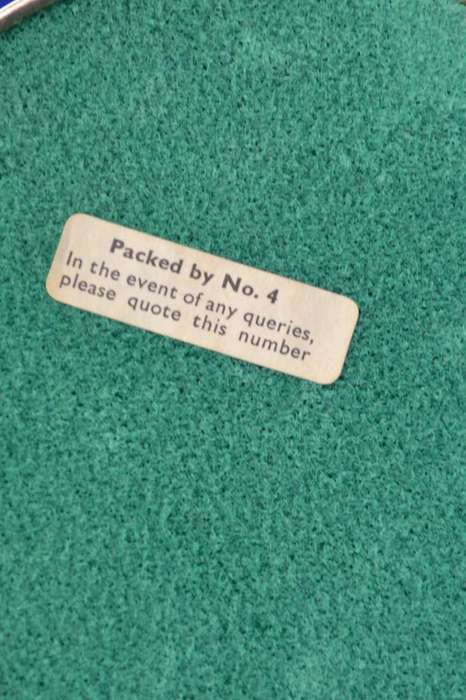 Packed by No. 4
In the event of any queries,
please quote this number